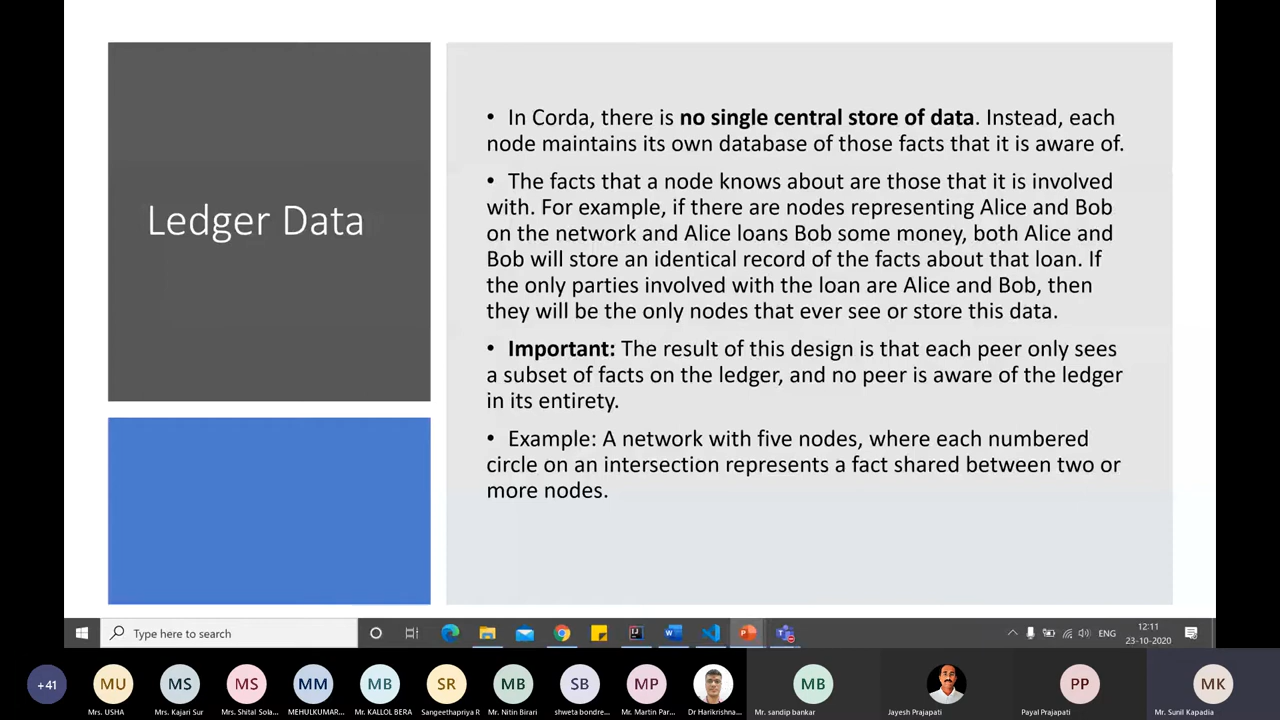 Ledger Data
• In Corda, there is no single central store of data. Instead, each
node maintains its own database of those facts that it is aware of.
• The facts that a node knows about are those that it is involved
with. For example, if there are nodes representing Alice and Bob
on the network and Alice loans Bob some money, both Alice and
Bob will store an identical record of the facts about that loan. If
the only parties involved with the loan are Alice and Bob, then
they will be the only nodes that ever see or store this data.
• Important: The result of this design is that each peer only sees
a subset of facts on the ledger, and no peer is aware of the ledger
in its entirety.
• Example: A network with five nodes, where each numbered
circle on an intersection represents a fact shared between two or
more nodes.
Type here to search
ENG
12:11
23-10-2020
+41 MU MS MS MM MB SR MB SB MP MB PP MK
Mrs. USHA
Mrs. Kajari Sur
Mrs. Shital Sola...
MEHULKUMAR...
Mr. KALLOL BERA
Sangeethapriya R
Mr. Nitin Birari
shweta bondre...
Mr. Martin Par...
Dr Harikrishna...
Mr. sandip bankar
Jayesh Prajapati
Payal Prajapati
Mr. Sunil Kapadia